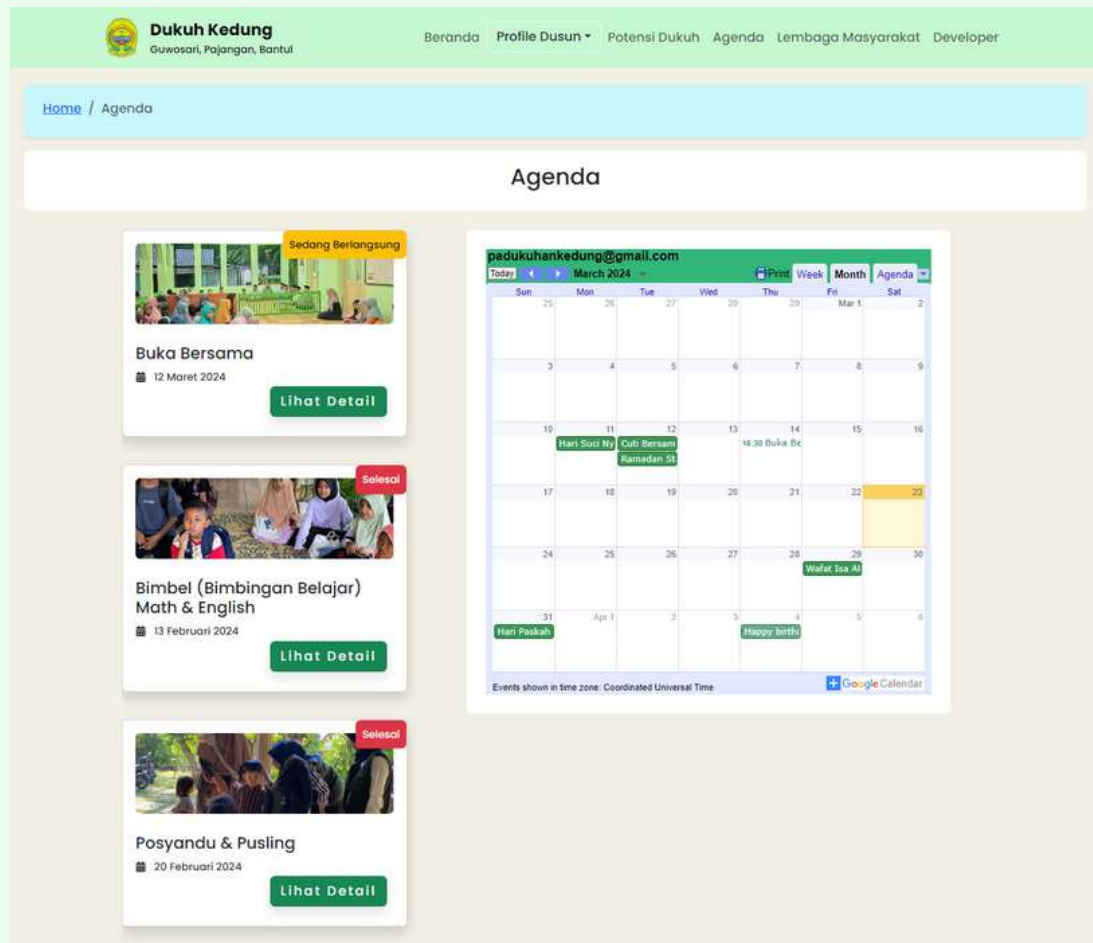 Dukuh Kedung
Guwosari, Pajangan, Bantul
Beranda Profile Dusun Potensi Dukuh Agenda Lembaga Masyarakat Developer
Home / Agenda
Agenda
Sedang Berlangsung
Buka Bersama
12 Maret 2024
Lihat Detail
Selesai
Bimbel (Bimbingan Belajar)
Math & English
13 Februari 2024
Lihat Detail
Selesai
Posyandu & Pusling
20 Februari 2024
Lihat Detail
padukuhankedung@gmail.com
Today March 2024 Print Week Month Agenda
Sun Mon Tue Wed Thu Fri Sat
25 26 27 28 29 Mar 1 2
3 4 5 6 7 8 9
10 11 12 13 14 15 16
Hari Suci Ny Cuti Bersam 16:30 Buka Be
Ramadan St
17 18 19 20 21 22 23
24 25 26 27 28 29 30
Wafat Isa Al
31 Apr 1 2 3 4 5 6
Hari Paskah Happy birthd
Events shown in time zone: Coordinated Universal Time
Google Calendar